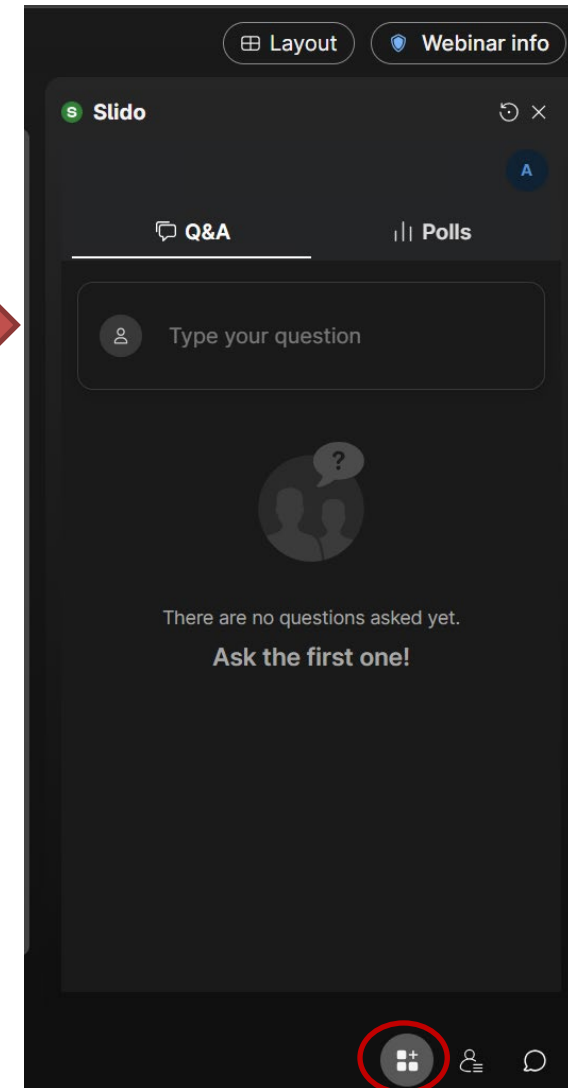 Layout
Webinar info
S Slido
A
Q&A
Polls
Type your question
?
There are no questions asked yet.
Ask the first one!